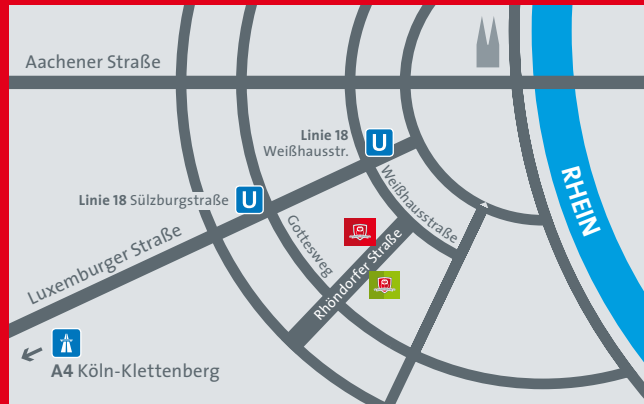 Aachener Straße
Linie 18
Weißhausstr.
U
RHEIN
Linie 18 Sülzburgstraße
U
Weißhausstraße
Gottesweg
Luxemburger Straße
Rhöndorfer Straße
A4 Köln-Klettenberg